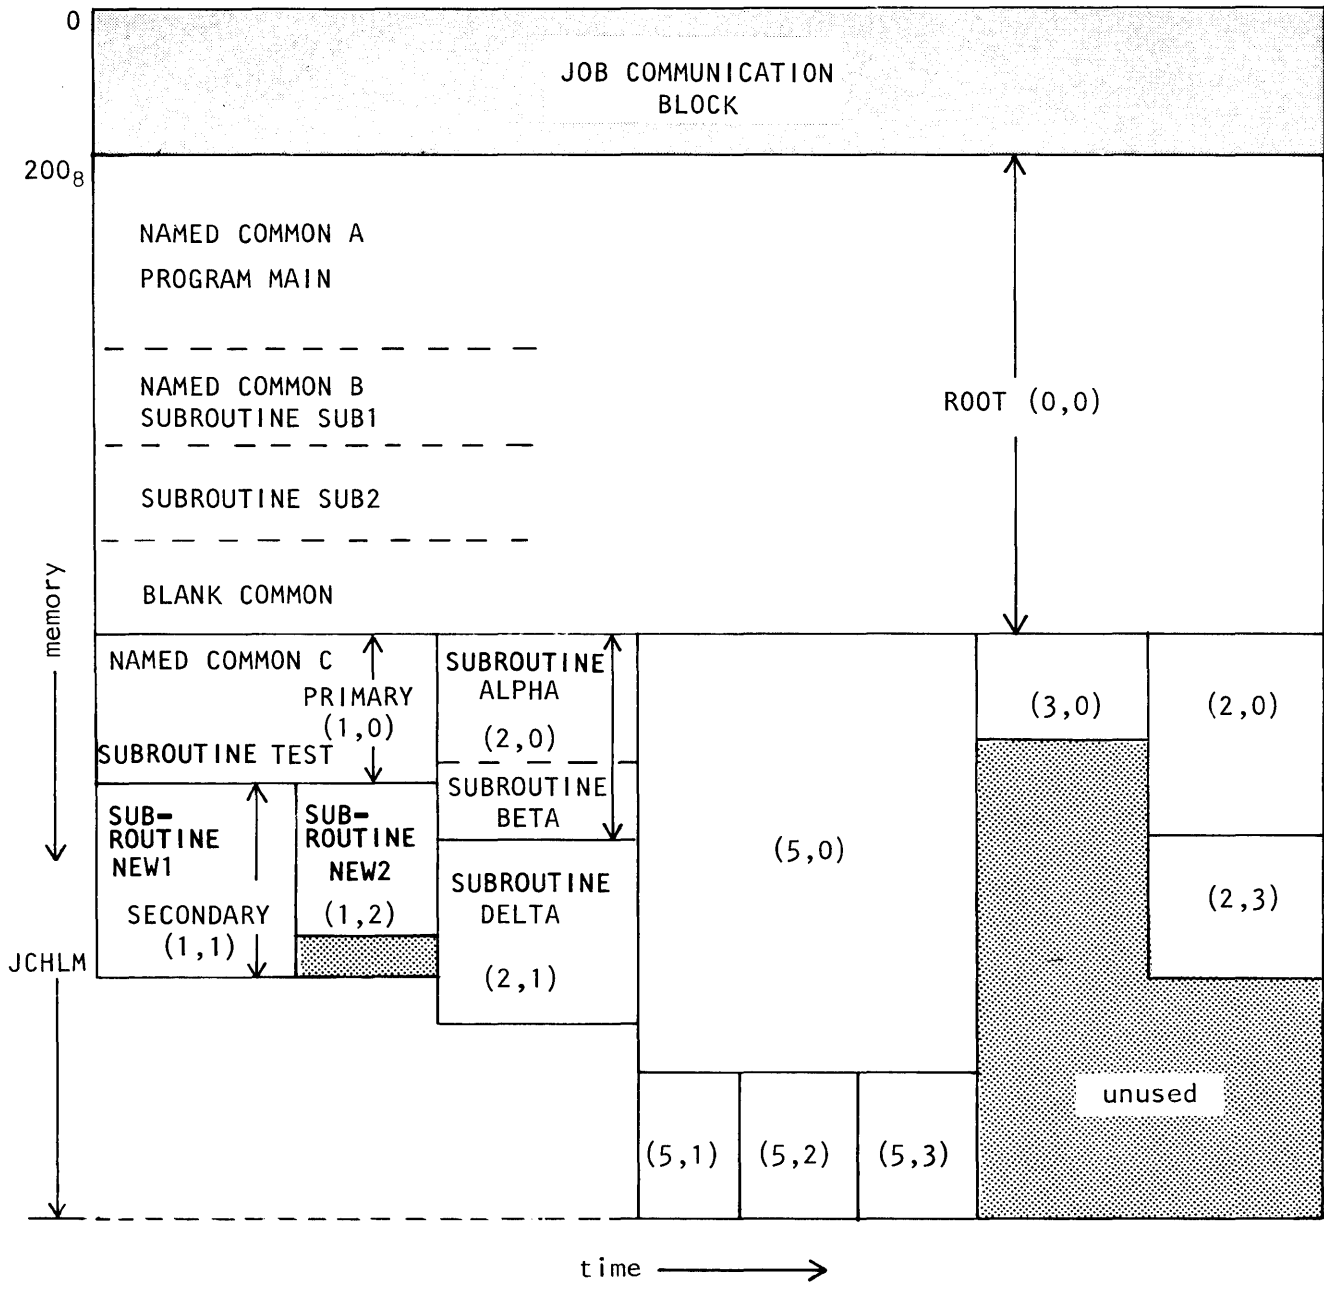 0
JOB COMMUNICATION
BLOCK
200₈
NAMED COMMON A
PROGRAM MAIN
NAMED COMMON B
SUBROUTINE SUB1
ROOT (0,0)
SUBROUTINE SUB2
BLANK COMMON
memory
NAMED COMMON C
PRIMARY
(1,0)
SUBROUTINE TEST
SUB-
ROUTINE
NEW1
SECONDARY
(1,1)
SUB-
ROUTINE
NEW2
(1,2)
SUBROUTINE
ALPHA
(2,0)
SUBROUTINE
BETA
SUBROUTINE
DELTA
(2,1)
(5,0)
(5,1)
(5,2)
(5,3)
(3,0)
(2,0)
(2,3)
unused
JCHLM
time